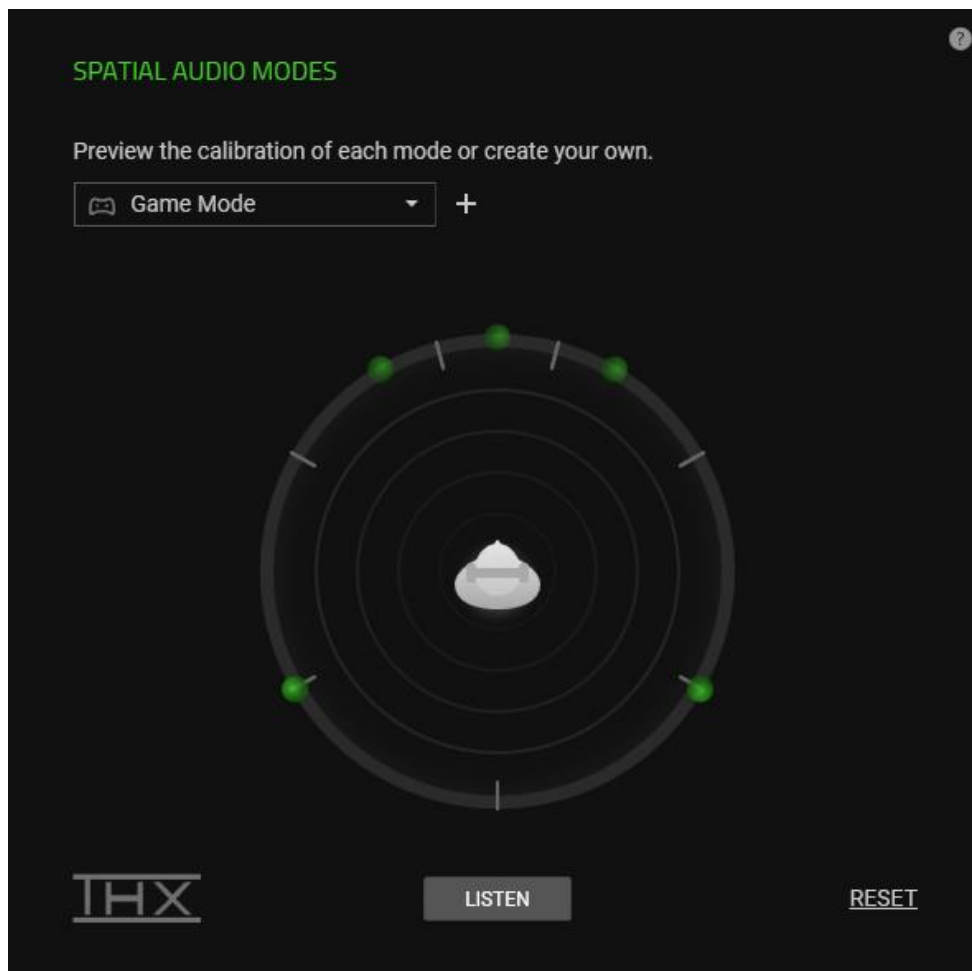 ?
SPATIAL AUDIO MODES
Preview the calibration of each mode or create your own.
Game Mode +
THX LISTEN RESET